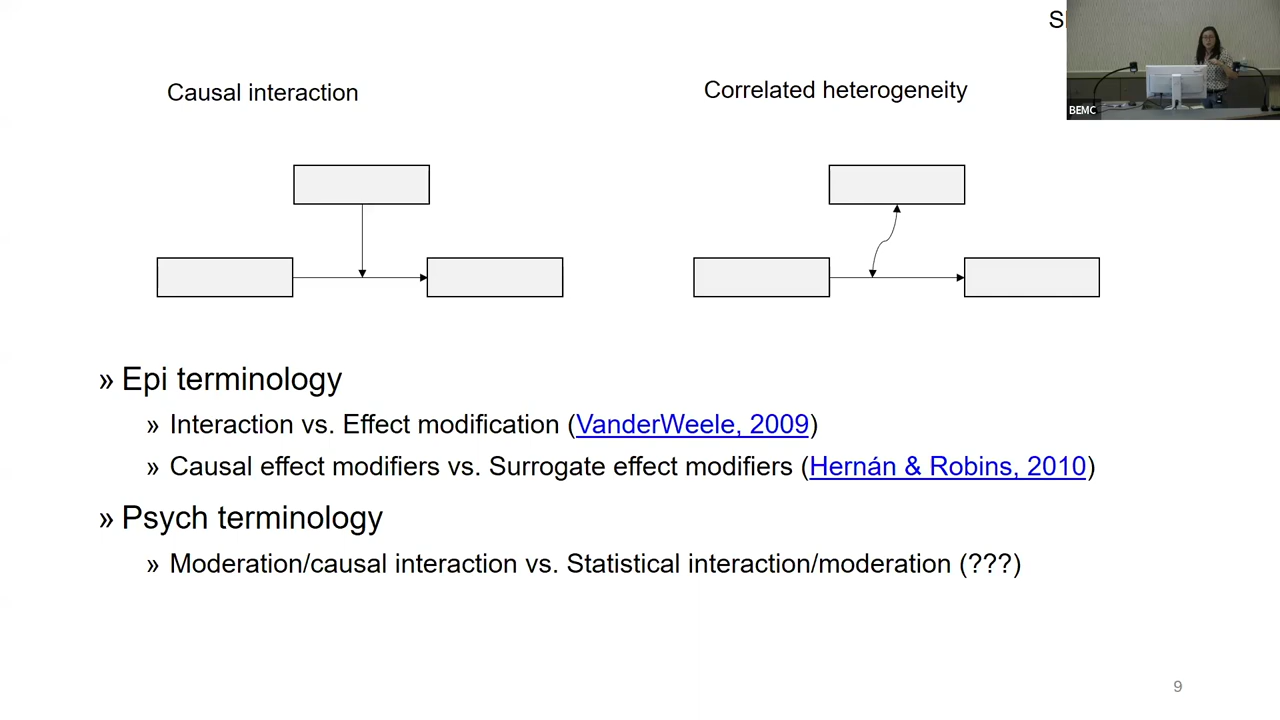 Causal interaction
Correlated heterogeneity
BEMC
» Epi terminology
» Interaction vs. Effect modification (VanderWeele, 2009)
» Causal effect modifiers vs. Surrogate effect modifiers (Hernán & Robins, 2010)
» Psych terminology
» Moderation/causal interaction vs. Statistical interaction/moderation (???)
9